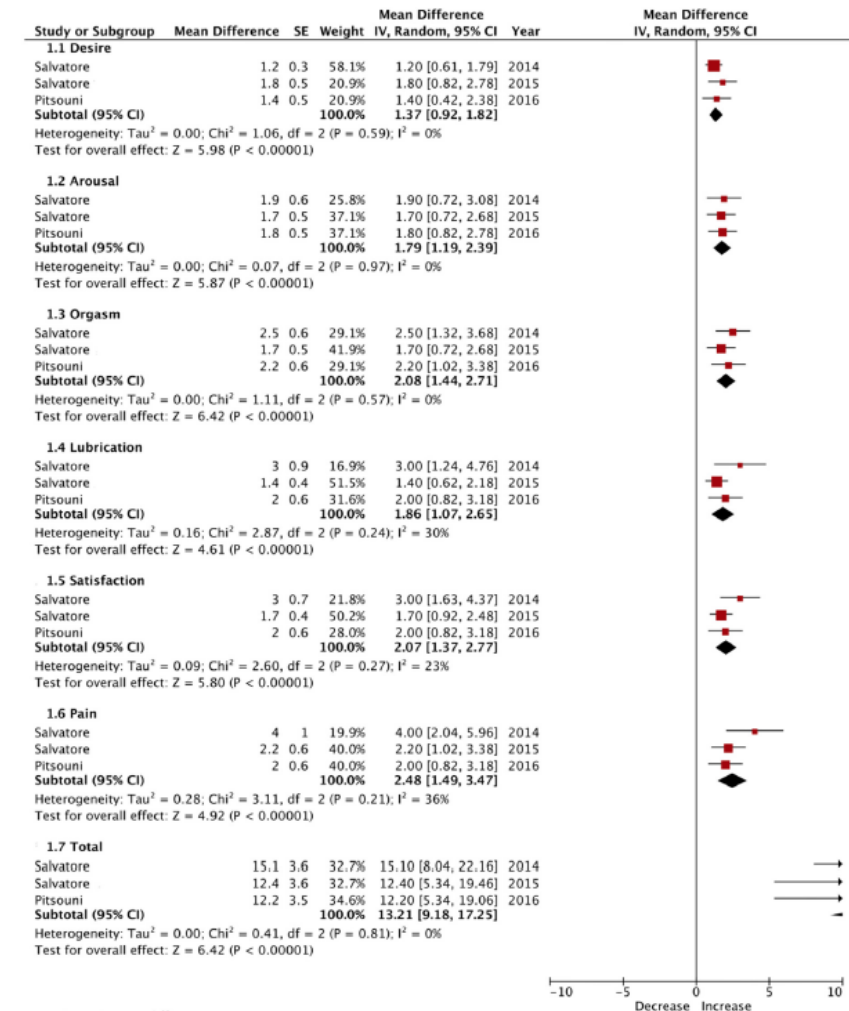 Mean Difference Mean Difference
Study or Subgroup Mean Difference SE Weight IV, Random, 95% CI Year IV, Random, 95% CI
1.1 Desire
Salvatore 1.2 0.3 58.1% 1.20 [0.61, 1.79] 2014
Salvatore 1.8 0.5 20.9% 1.80 [0.82, 2.78] 2015
Pitsouni 1.4 0.5 20.9% 1.40 [0.42, 2.38] 2016
Subtotal (95% CI) 100.0% 1.37 [0.92, 1.82]
Heterogeneity: Tau² = 0.00; Chi² = 1.06, df = 2 (P = 0.59); I² = 0%
Test for overall effect: Z = 5.98 (P < 0.00001)
1.2 Arousal
Salvatore 1.9 0.6 25.8% 1.90 [0.72, 3.08] 2014
Salvatore 1.7 0.5 37.1% 1.70 [0.72, 2.68] 2015
Pitsouni 1.8 0.5 37.1% 1.80 [0.82, 2.78] 2016
Subtotal (95% CI) 100.0% 1.79 [1.19, 2.39]
Heterogeneity: Tau² = 0.00; Chi² = 0.07, df = 2 (P = 0.97); I² = 0%
Test for overall effect: Z = 5.87 (P < 0.00001)
1.3 Orgasm
Salvatore 2.5 0.6 29.1% 2.50 [1.32, 3.68] 2014
Salvatore 1.7 0.5 41.9% 1.70 [0.72, 2.68] 2015
Pitsouni 2.2 0.6 29.1% 2.20 [1.02, 3.38] 2016
Subtotal (95% CI) 100.0% 2.08 [1.44, 2.71]
Heterogeneity: Tau² = 0.00; Chi² = 1.11, df = 2 (P = 0.57); I² = 0%
Test for overall effect: Z = 6.42 (P < 0.00001)
1.4 Lubrication
Salvatore 3 0.9 16.9% 3.00 [1.24, 4.76] 2014
Salvatore 1.4 0.4 51.5% 1.40 [0.62, 2.18] 2015
Pitsouni 2 0.6 31.6% 2.00 [0.82, 3.18] 2016
Subtotal (95% CI) 100.0% 1.86 [1.07, 2.65]
Heterogeneity: Tau² = 0.16; Chi² = 2.87, df = 2 (P = 0.24); I² = 30%
Test for overall effect: Z = 4.61 (P < 0.00001)
1.5 Satisfaction
Salvatore 3 0.7 21.8% 3.00 [1.63, 4.37] 2014
Salvatore 1.7 0.4 50.2% 1.70 [0.92, 2.48] 2015
Pitsouni 2 0.6 28.0% 2.00 [0.82, 3.18] 2016
Subtotal (95% CI) 100.0% 2.07 [1.37, 2.77]
Heterogeneity: Tau² = 0.09; Chi² = 2.60, df = 2 (P = 0.27); I² = 23%
Test for overall effect: Z = 5.80 (P < 0.00001)
1.6 Pain
Salvatore 4 1 19.9% 4.00 [2.04, 5.96] 2014
Salvatore 2.2 0.6 40.0% 2.20 [1.02, 3.38] 2015
Pitsouni 2 0.6 40.0% 2.00 [0.82, 3.18] 2016
Subtotal (95% CI) 100.0% 2.48 [1.49, 3.47]
Heterogeneity: Tau² = 0.28; Chi² = 3.11, df = 2 (P = 0.21); I² = 36%
Test for overall effect: Z = 4.92 (P < 0.00001)
1.7 Total
Salvatore 15.1 3.6 32.7% 15.10 [8.04, 22.16] 2014
Salvatore 12.4 3.6 32.7% 12.40 [5.34, 19.46] 2015
Pitsouni 12.2 3.5 34.6% 12.20 [5.34, 19.06] 2016
Subtotal (95% CI) 100.0% 13.21 [9.18, 17.25]
Heterogeneity: Tau² = 0.00; Chi² = 0.41, df = 2 (P = 0.81); I² = 0%
Test for overall effect: Z = 6.42 (P < 0.00001)
-10 -5 0 5 10
Decrease Increase